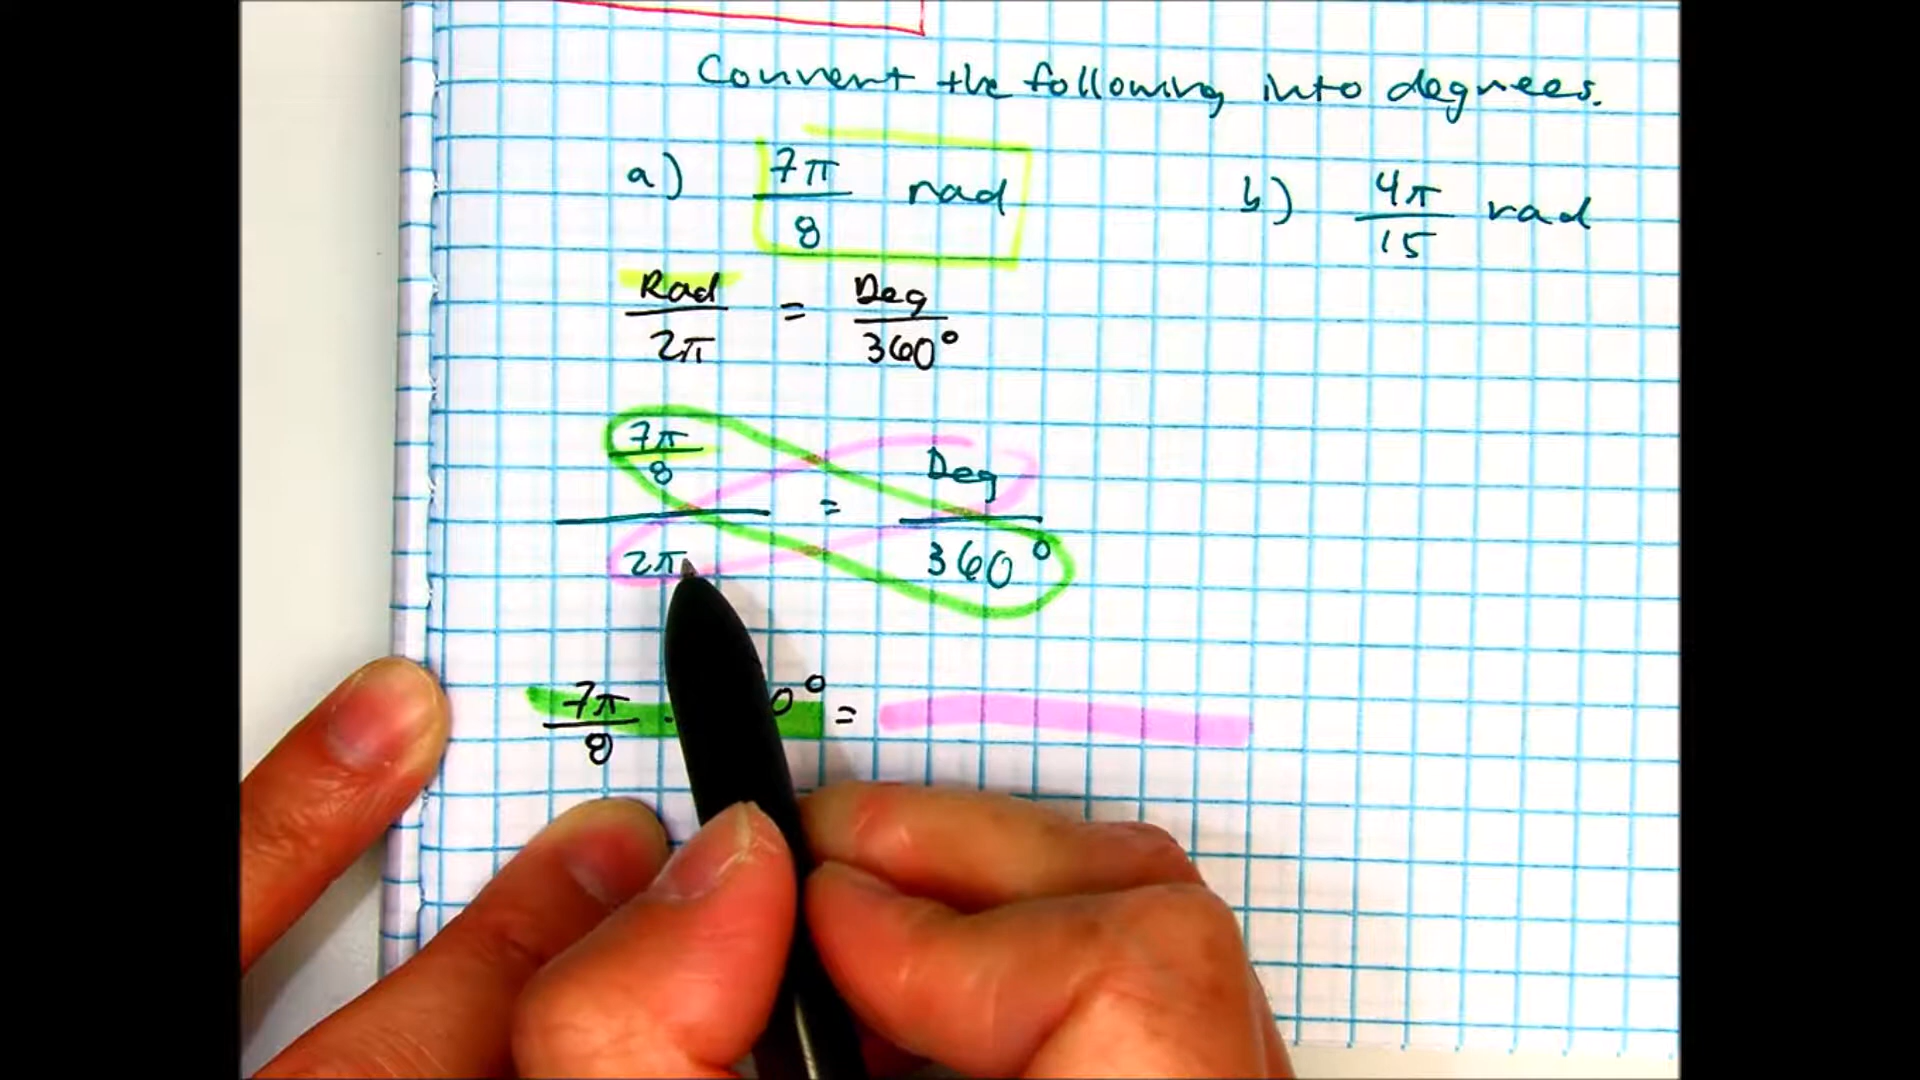 Convert the following into degrees.
a) 7π/8 rad
b) 4π/15 rad
Rad/2π = Deg/360°
7π/8 / 2π = Deg/360°
7π/8 · 0° =